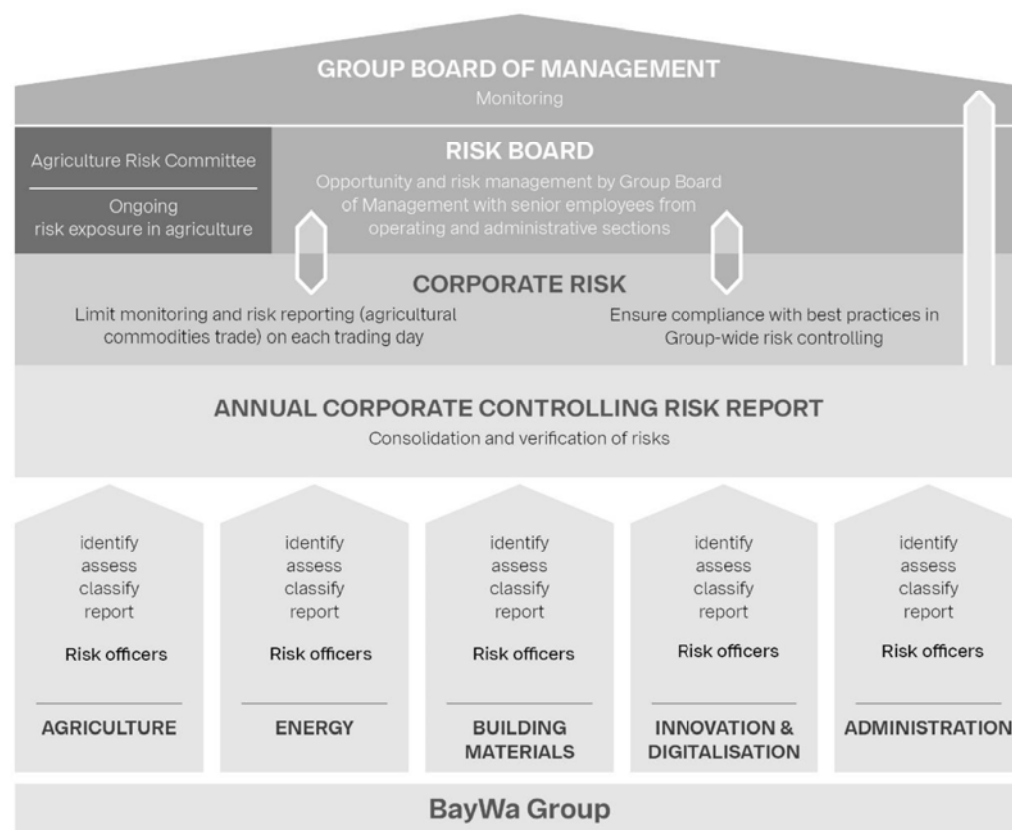 GROUP BOARD OF MANAGEMENT
Monitoring
Agriculture Risk Committee
Ongoing
risk exposure in agriculture
RISK BOARD
Opportunity and risk management by Group Board
of Management with senior employees from
operating and administrative sections
CORPORATE RISK
Limit monitoring and risk reporting (agricultural
commodities trade) on each trading day
Ensure compliance with best practices in
Group-wide risk controlling
ANNUAL CORPORATE CONTROLLING RISK REPORT
Consolidation and verification of risks
identify
assess
classify
report
Risk officers
AGRICULTURE
identify
assess
classify
report
Risk officers
ENERGY
identify
assess
classify
report
Risk officers
BUILDING
MATERIALS
identify
assess
classify
report
Risk officers
INNOVATION &
DIGITALISATION
identify
assess
classify
report
Risk officers
ADMINISTRATION
BayWa Group